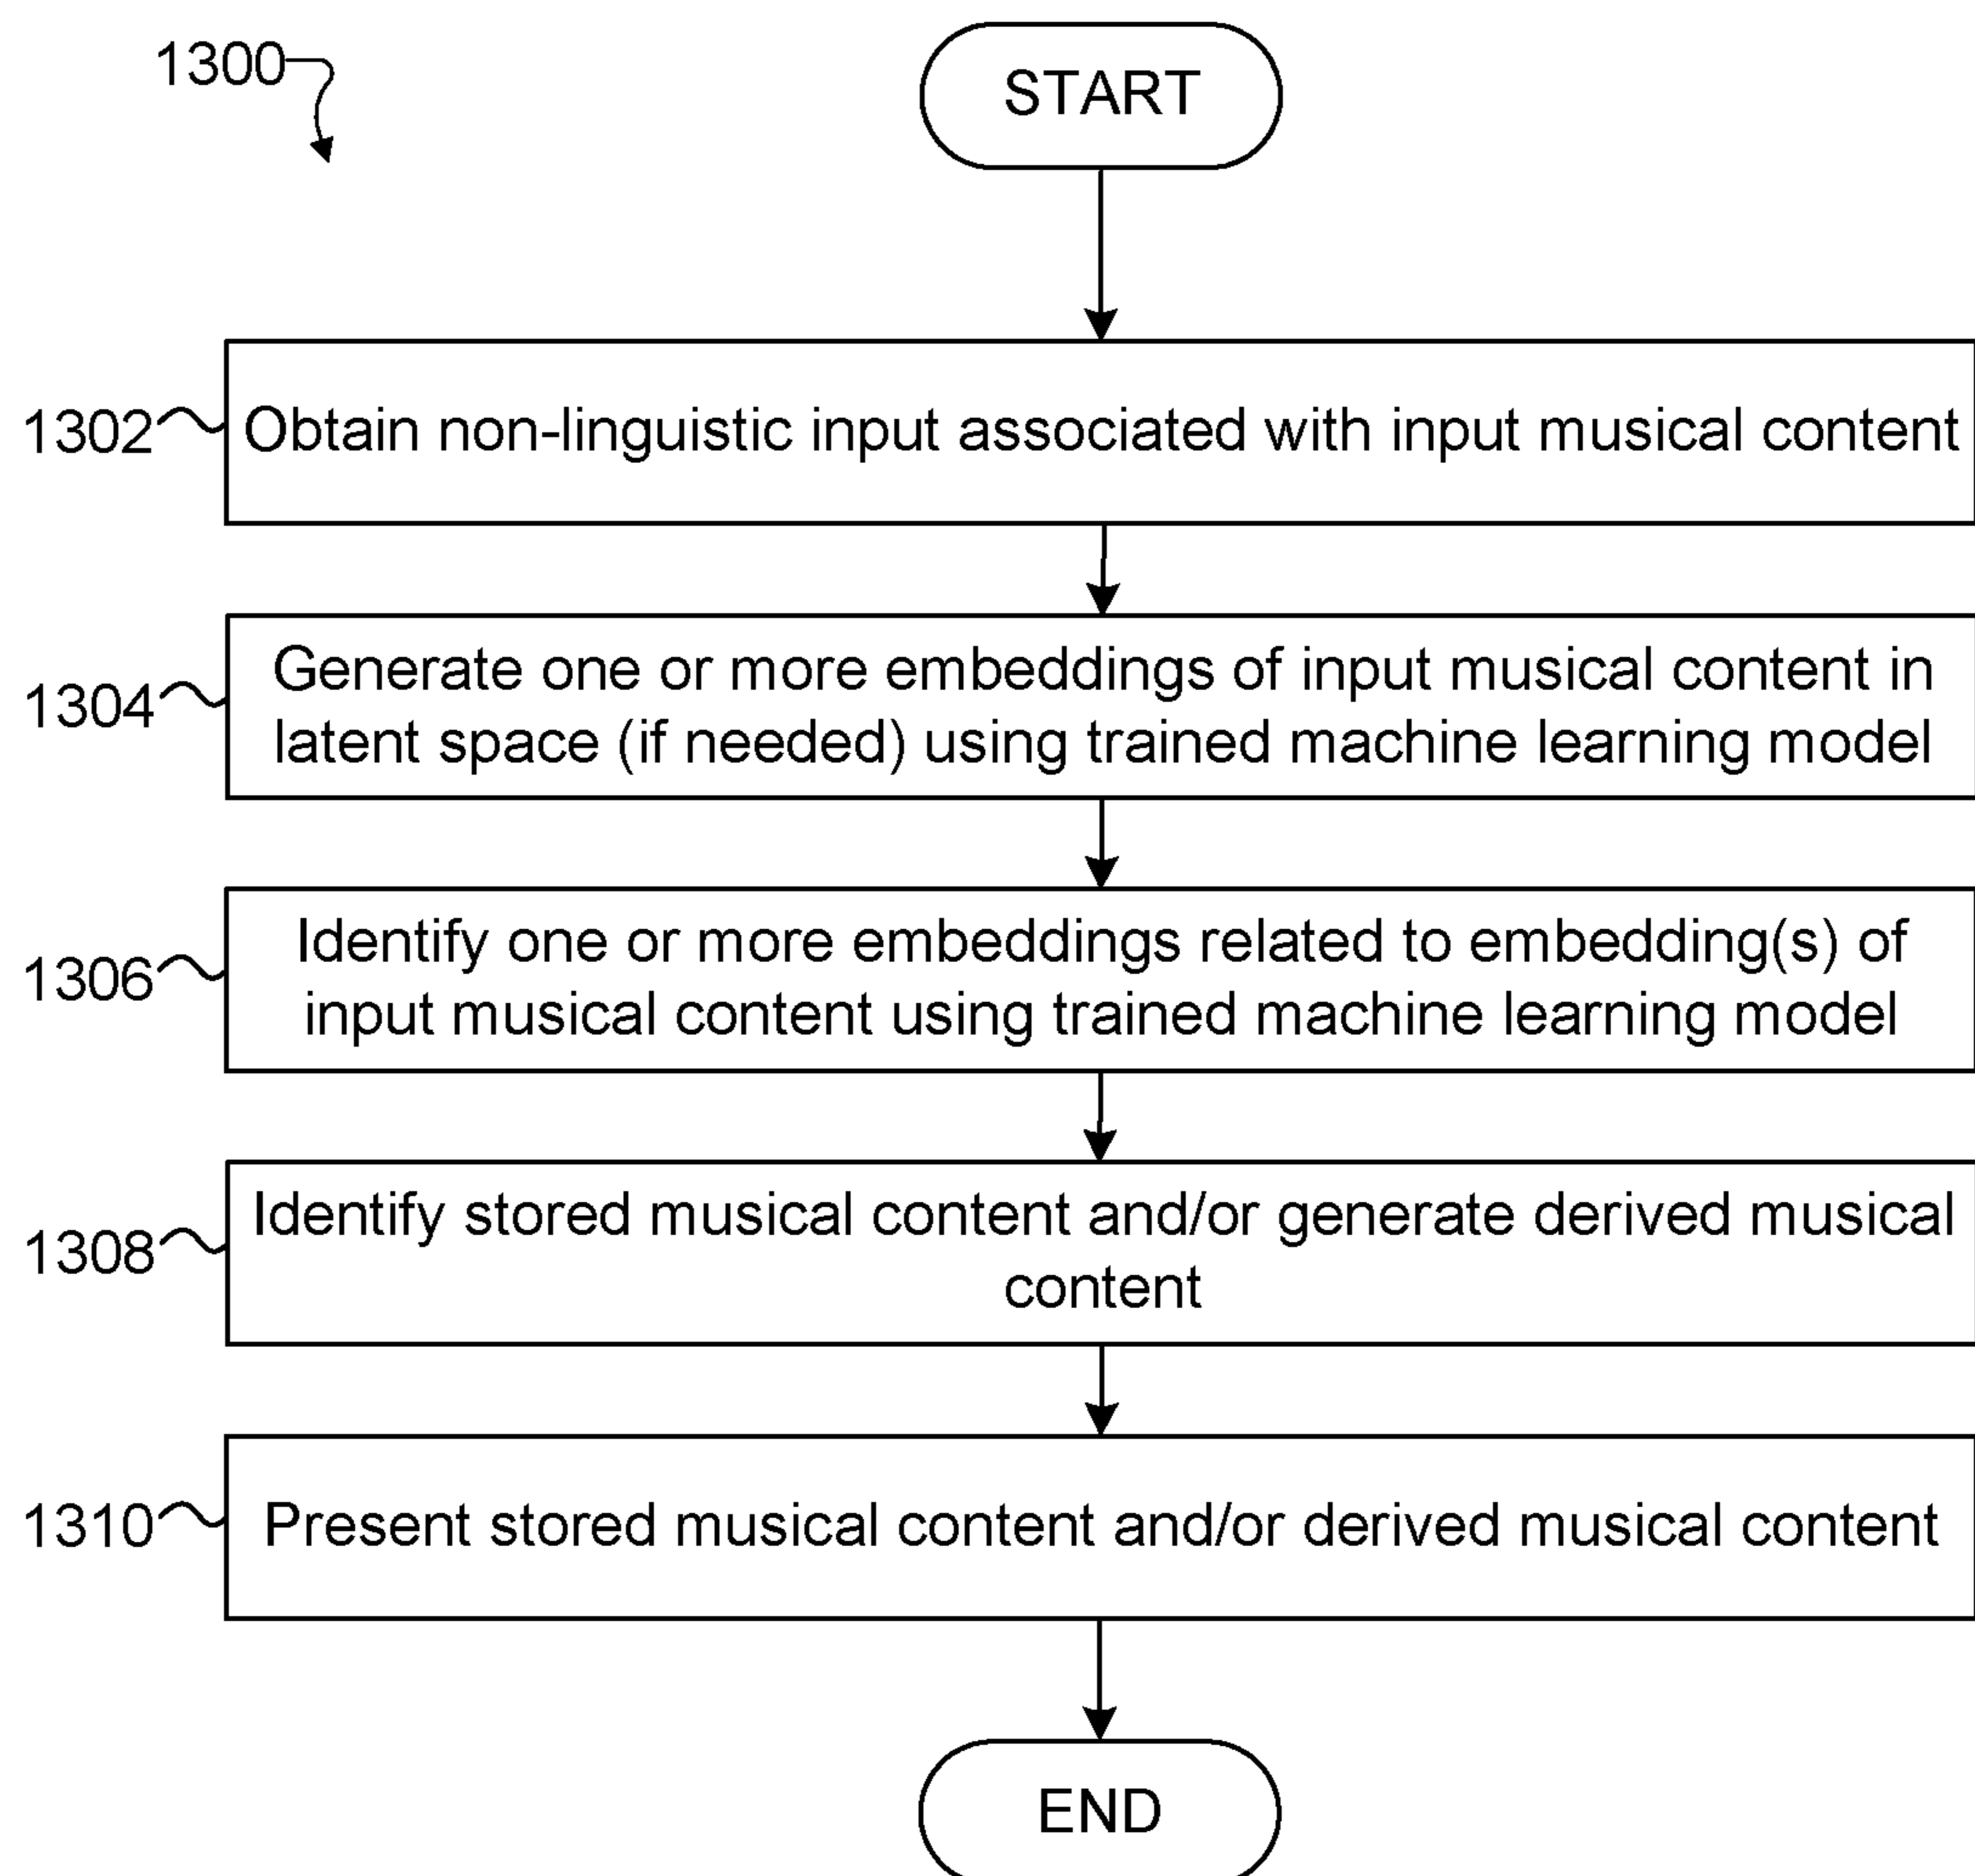 1300
START
1302
Obtain non-linguistic input associated with input musical content
1304
Generate one or more embeddings of input musical content in
latent space (if needed) using trained machine learning model
1306
Identify one or more embeddings related to embedding(s) of
input musical content using trained machine learning model
1308
Identify stored musical content and/or generate derived musical
content
1310
Present stored musical content and/or derived musical content
END